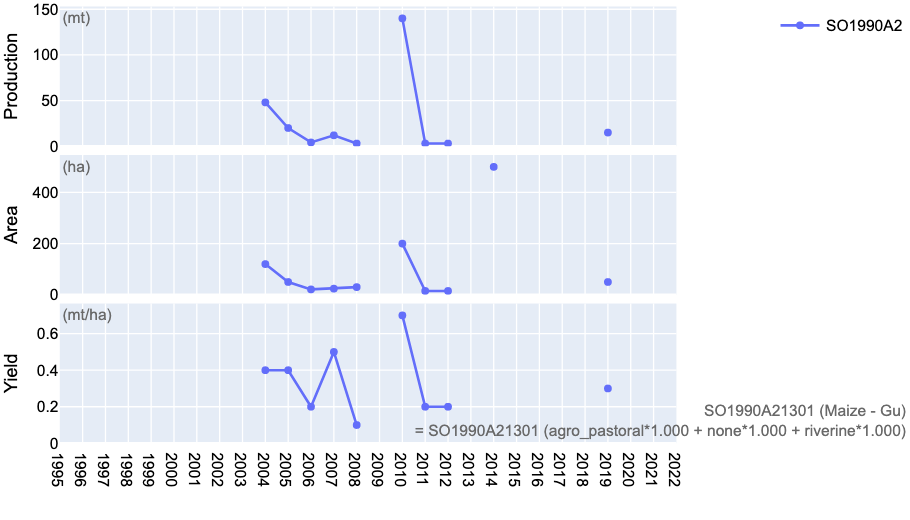 150
(mt)
SO1990A2
100
Production
50
0
(ha)
400
Area
200
0
(mt/ha)
0.6
Yield
0.4
0.2
SO1990A21301 (Maize - Gu)
= SO1990A21301 (agro_pastoral*1.000 + none*1.000 + riverine*1.000)
0
1995 1996 1997 1998 1999 2000 2001 2002 2003 2004 2005 2006 2007 2008 2009 2010 2011 2012 2013 2014 2015 2016 2017 2018 2019 2020 2021 2022